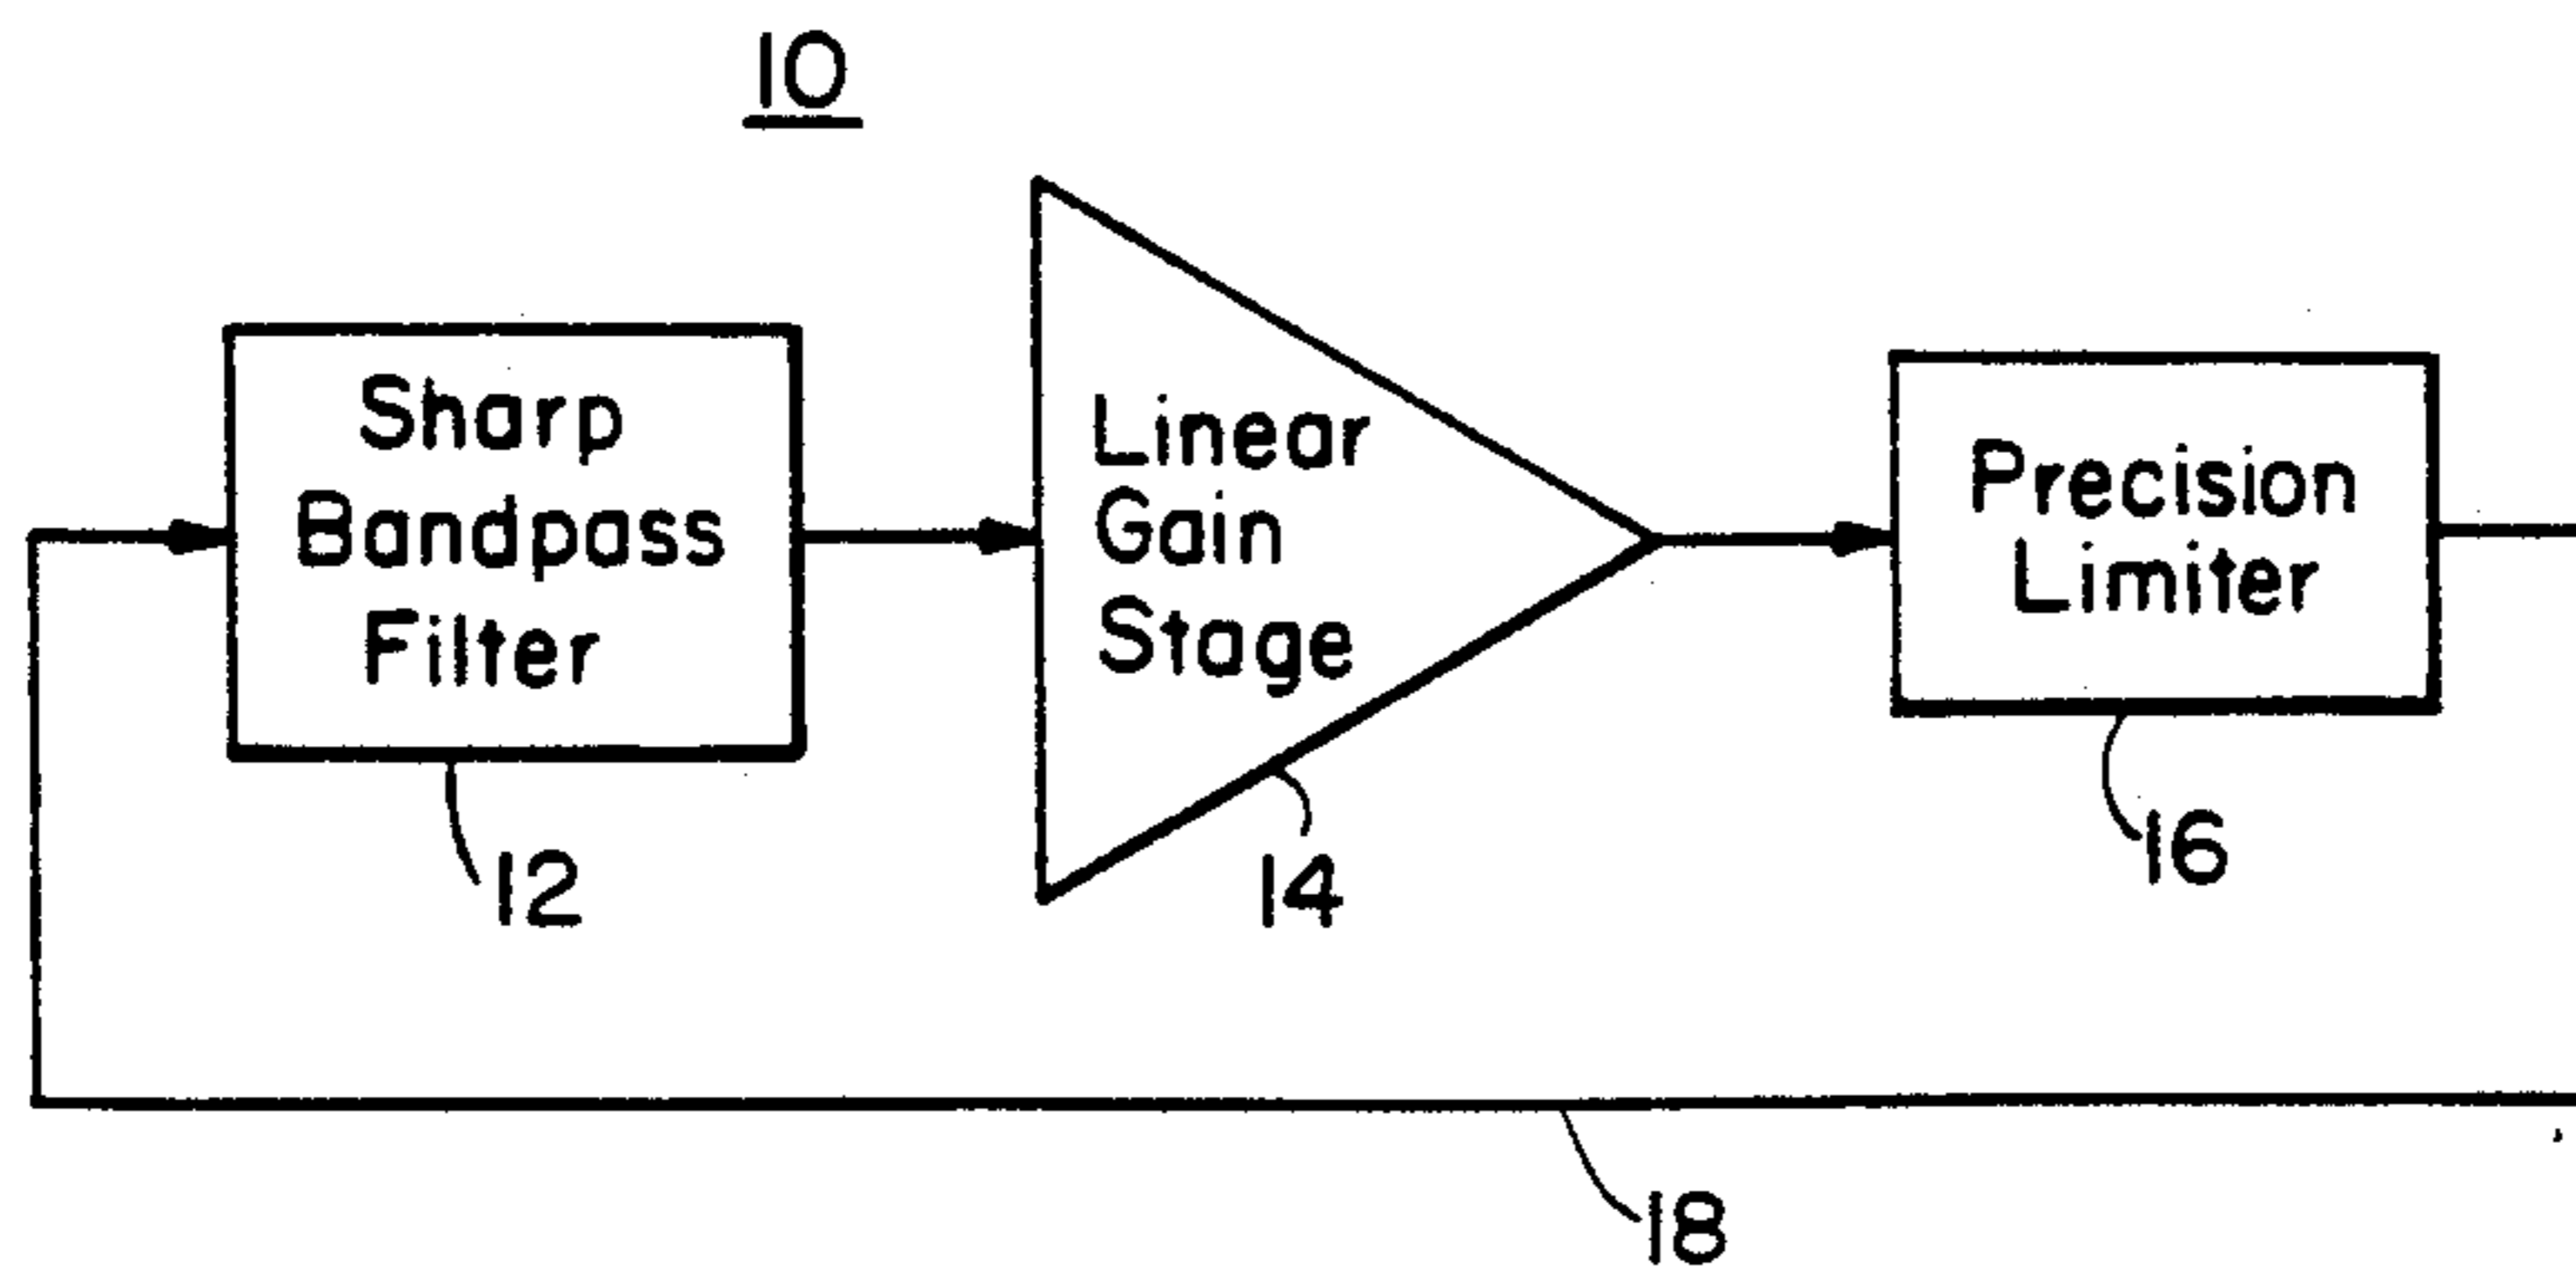 10
Sharp
Bandpass
Filter
Linear
Gain
Stage
Precision
Limiter
12
14
16
18